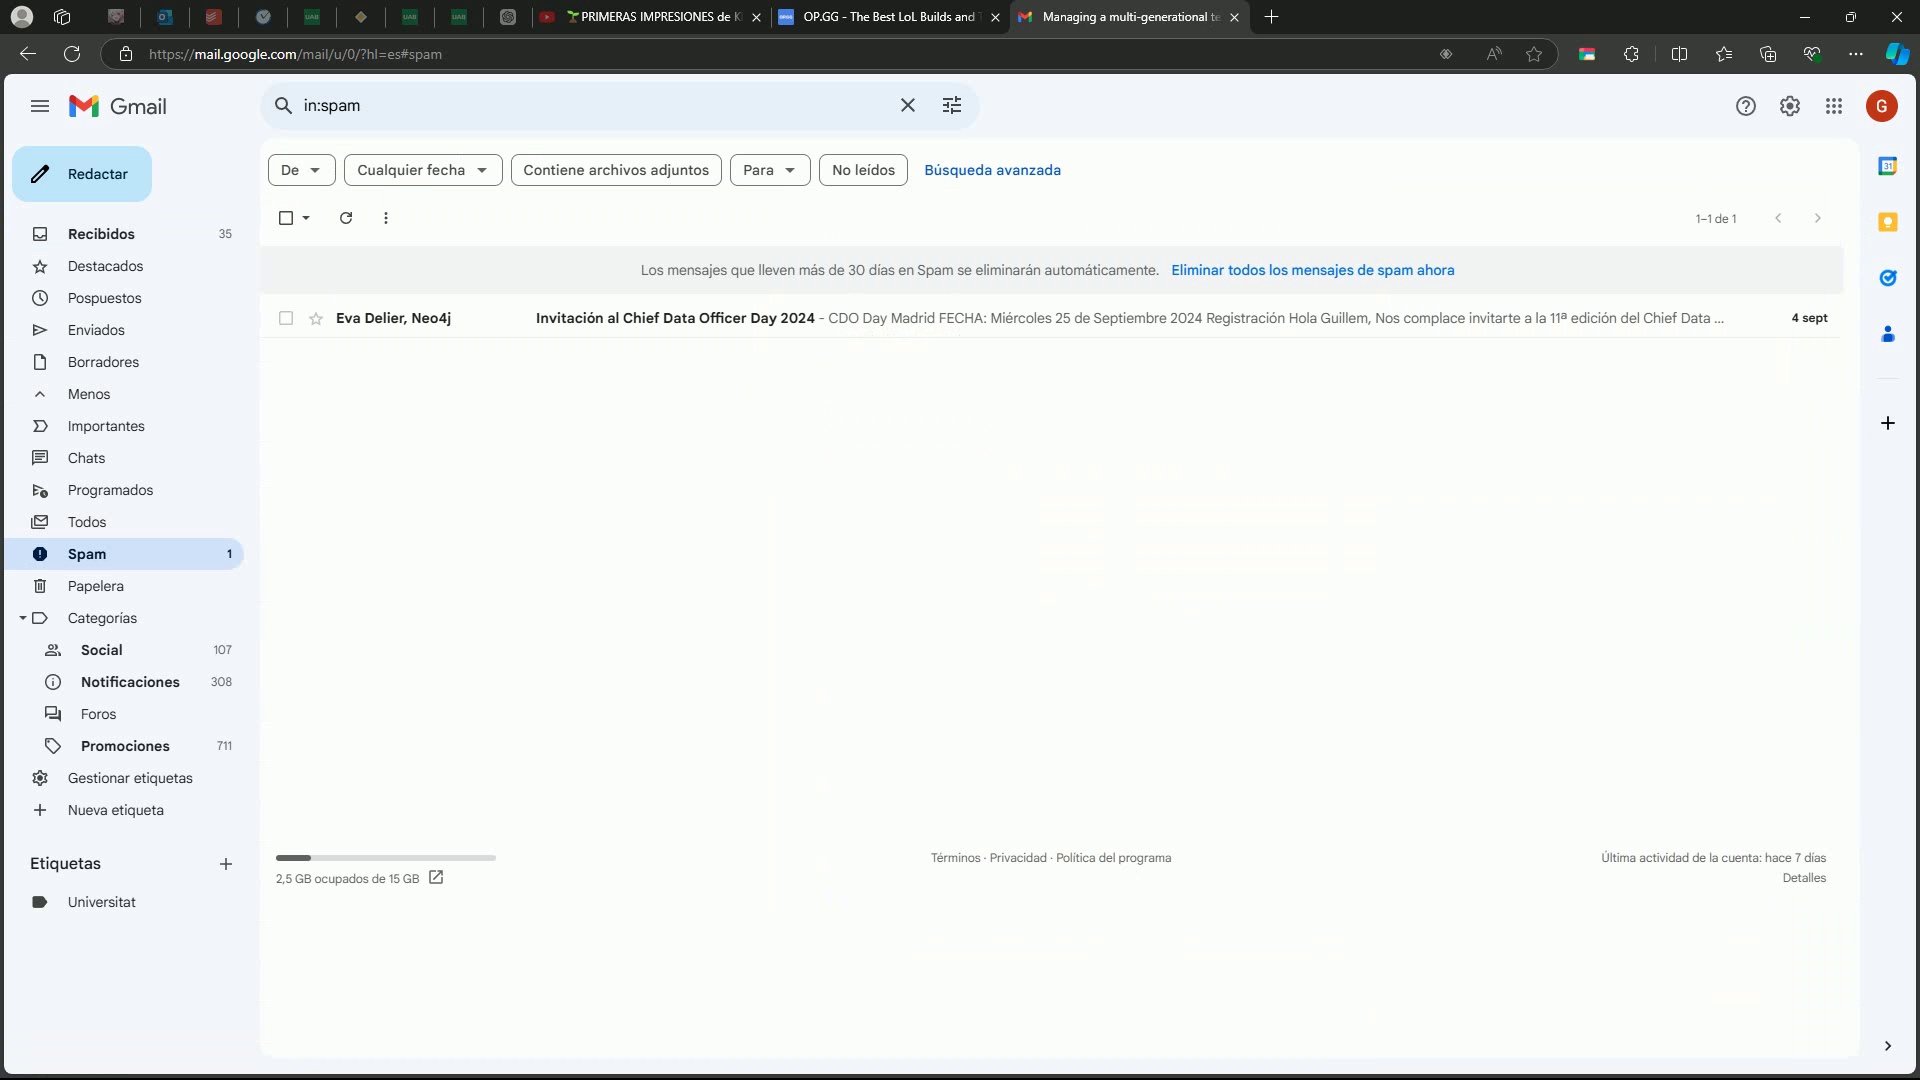 PRIMERAS IMPRESIONES de K
OP.GG - The Best LoL Builds and T
Managing a multi-generational te
https://mail.google.com/mail/u/0/?hl=es#spam
Gmail
in:spam
G
Redactar
De
Cualquier fecha
Contiene archivos adjuntos
Para
No leídos
Búsqueda avanzada
1–1 de 1
Los mensajes que lleven más de 30 días en Spam se eliminarán automáticamente. Eliminar todos los mensajes de spam ahora
Eva Delier, Neo4j Invitación al Chief Data Officer Day 2024 - CDO Day Madrid FECHA: Miércoles 25 de Septiembre 2024 Registración Hola Guillem, Nos complace invitarte a la 11ª edición del Chief Data ... 4 sept
Recibidos 35
Destacados
Pospuestos
Enviados
Borradores
Menos
Importantes
Chats
Programados
Todos
Spam 1
Papelera
Categorías
Social 107
Notificaciones 308
Foros
Promociones 711
Gestionar etiquetas
Nueva etiqueta
Etiquetas
Universitat
2,5 GB ocupados de 15 GB
Términos · Privacidad · Política del programa
Última actividad de la cuenta: hace 7 días
Detalles
31
UAB
UAB
UAB
OP.GG